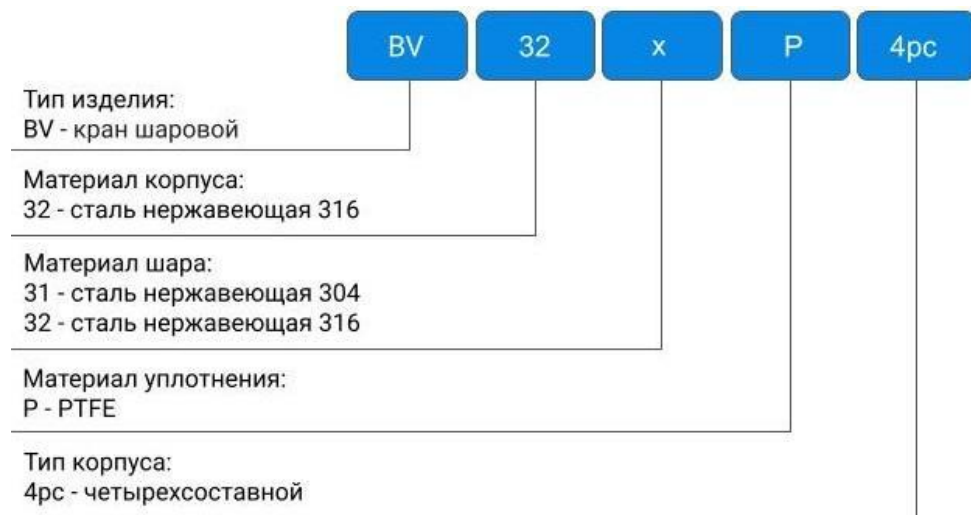 BV 32 x P 4pc
Тип изделия:
BV - кран шаровой
Материал корпуса:
32 - сталь нержавеющая 316
Материал шара:
31 - сталь нержавеющая 304
32 - сталь нержавеющая 316
Материал уплотнения:
P - PTFE
Тип корпуса:
4pc - четырехсоставной